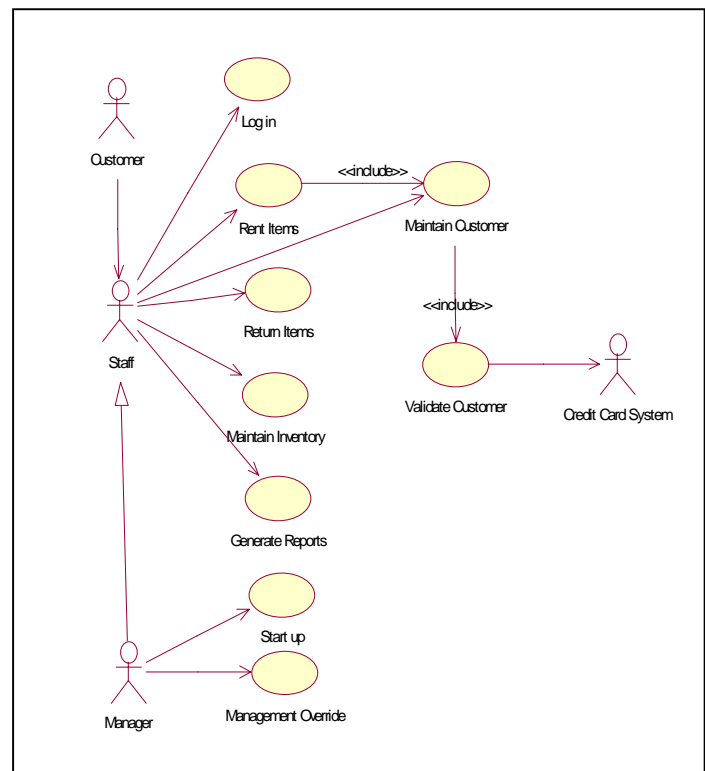 Log in
Customer
<<include>>
Rent Items
Maintain Customer
<<include>>
Return Items
Staff
Validate Customer
Credit Card System
Maintain Inventory
Generate Reports
Start up
Manager
Management Override